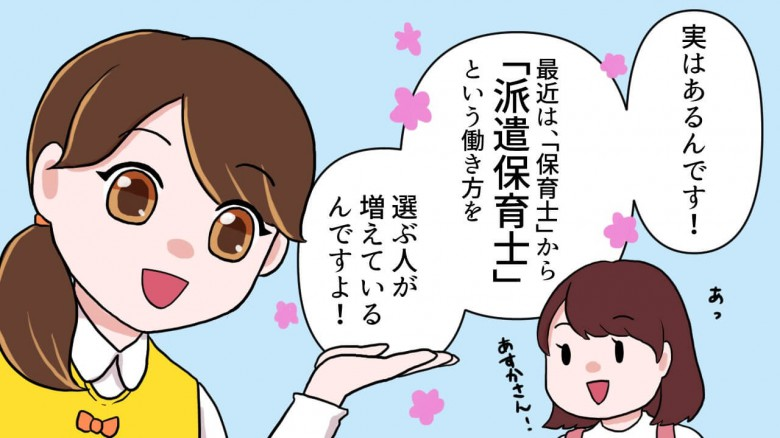 実はあるんです！
最近は、「保育士」から
「派遣保育士」
という働き方を
選ぶ人が
増えている
んですよ！
あっ
あすかさん！